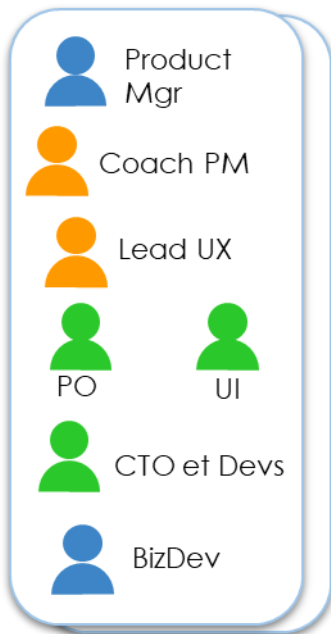 Product
Mgr
Coach PM
Lead UX
PO
UI
CTO et Devs
BizDev